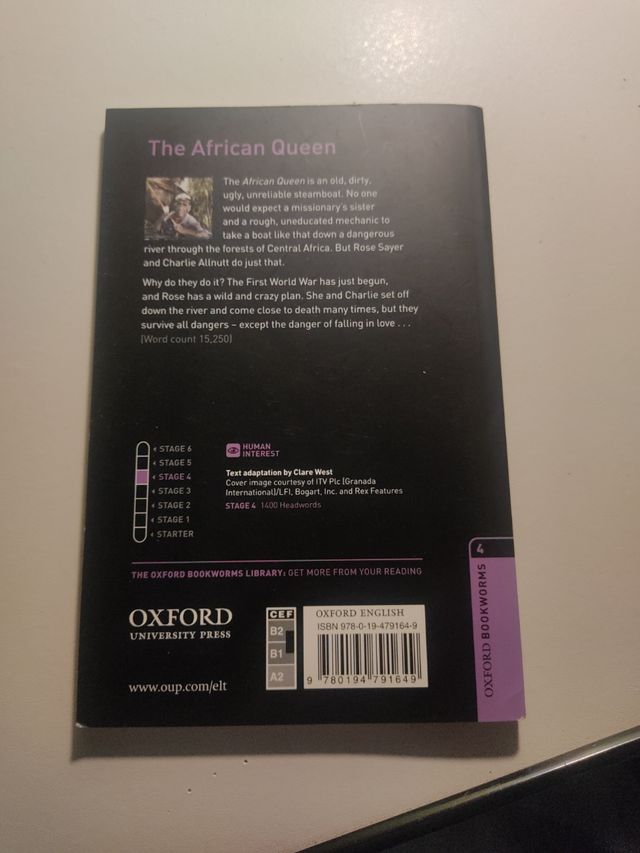 The African Queen
The African Queen is an old, dirty,
ugly, unreliable steamboat. No one
would expect a missionary's sister
and a rough, uneducated mechanic to
take a boat like that down a dangerous
river through the forests of Central Africa. But Rose Sayer
and Charlie Allnutt do just that.
Why do they do it? The First World War has just begun,
and Rose has a wild and crazy plan. She and Charlie set off
down the river and come close to death many times, but they
survive all dangers – except the danger of falling in love . . .
(Word count 15,250)
STAGE 6
STAGE 5
STAGE 4
STAGE 3
STAGE 2
STAGE 1
STARTER
HUMAN
INTEREST
Text adaptation by Clare West
Cover image courtesy of ITV Plc (Granada
International)/LFI, Bogart, Inc. and Rex Features
STAGE 4 1400 Headwords
THE OXFORD BOOKWORMS LIBRARY: GET MORE FROM YOUR READING
OXFORD
UNIVERSITY PRESS
www.oup.com/elt
CEF
B2
B1
A2
OXFORD ENGLISH
ISBN 978-0-19-479164-9
9 780194 791649
4
OXFORD BOOKWORMS